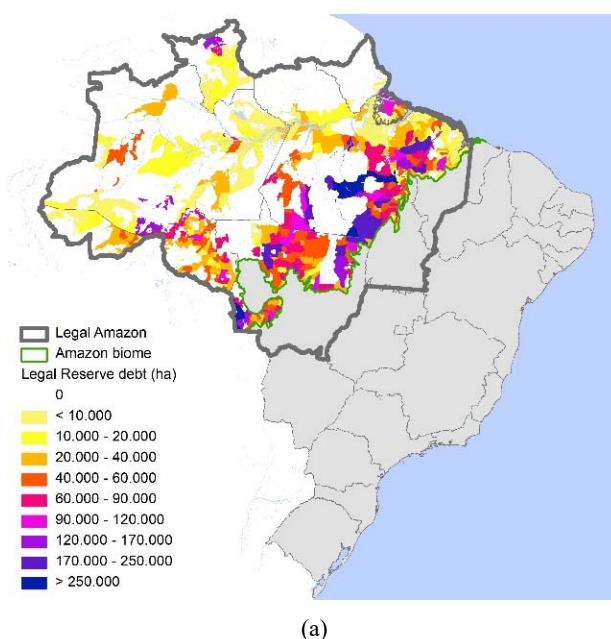 Legal Amazon
Amazon biome
Legal Reserve debt (ha)
0
< 10.000
10.000 - 20.000
20.000 - 40.000
40.000 - 60.000
60.000 - 90.000
90.000 - 120.000
120.000 - 170.000
170.000 - 250.000
> 250.000
(a)